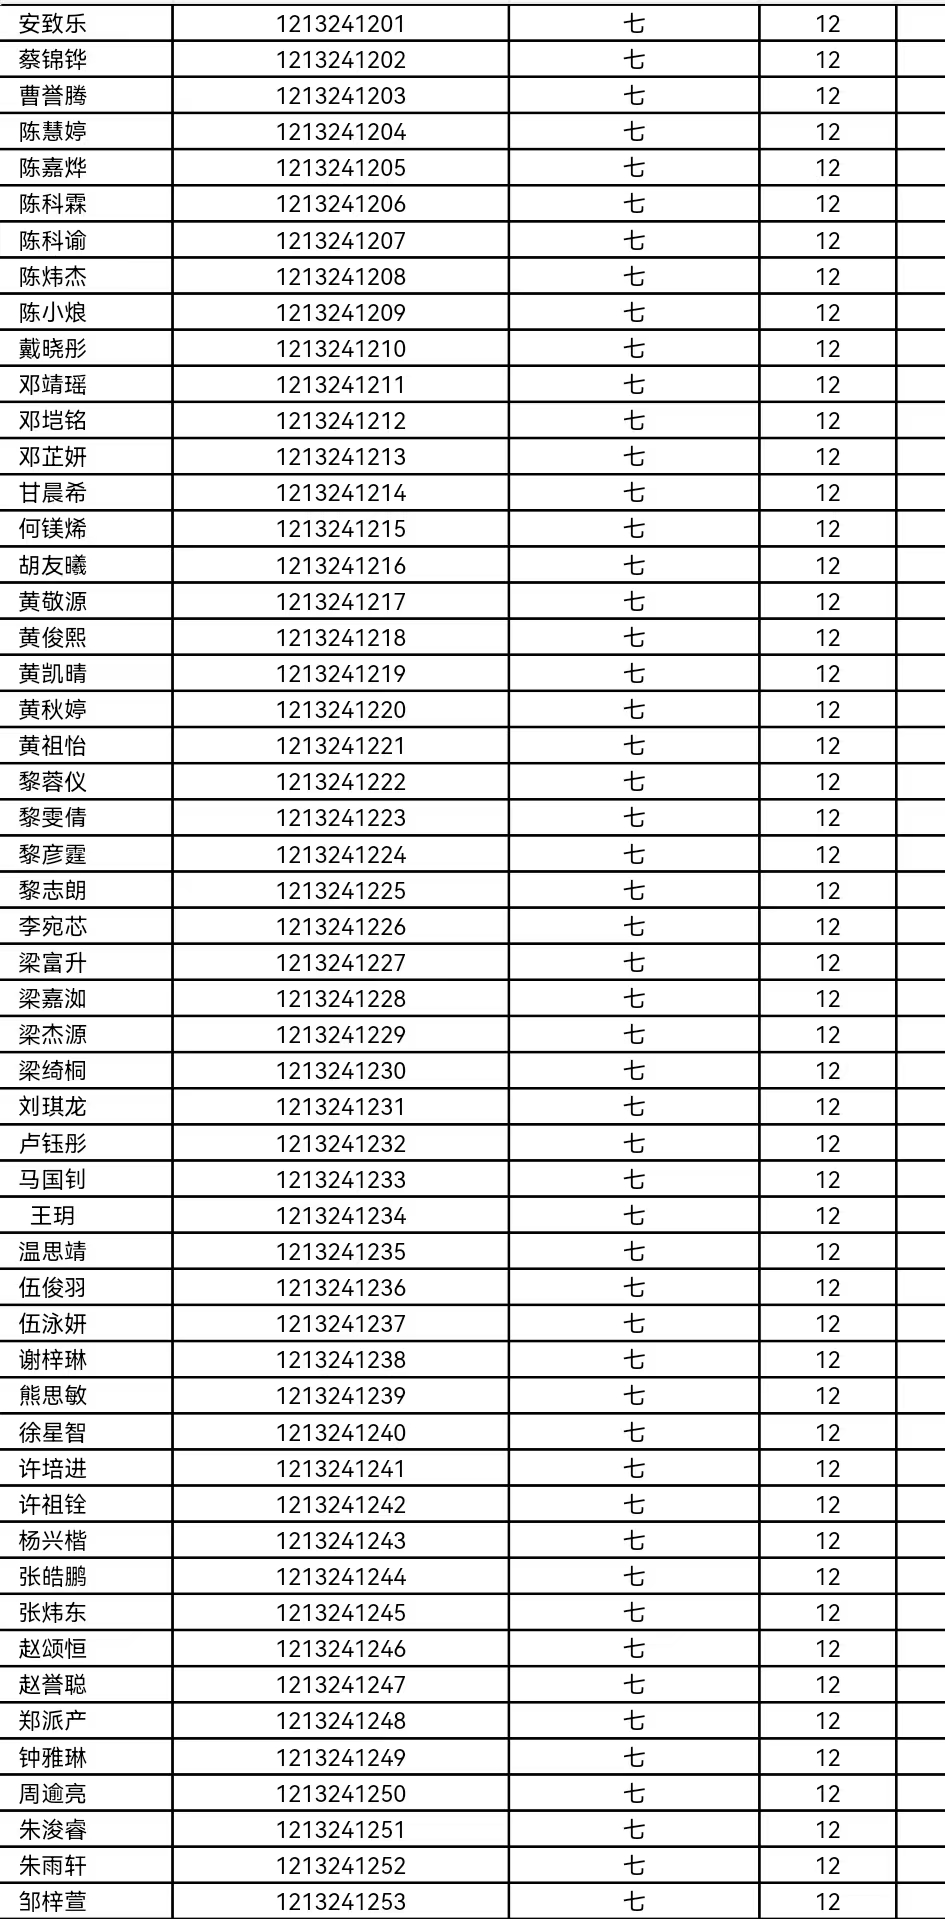 安致乐 1213241201 七 12
蔡锦铧 1213241202 七 12
曹誉腾 1213241203 七 12
陈慧婷 1213241204 七 12
陈嘉烨 1213241205 七 12
陈科霖 1213241206 七 12
陈科谕 1213241207 七 12
陈炜杰 1213241208 七 12
陈小烺 1213241209 七 12
戴晓彤 1213241210 七 12
邓靖瑶 1213241211 七 12
邓垲铭 1213241212 七 12
邓芷妍 1213241213 七 12
甘晨希 1213241214 七 12
何镁烯 1213241215 七 12
胡友曦 1213241216 七 12
黄敬源 1213241217 七 12
黄俊熙 1213241218 七 12
黄凯晴 1213241219 七 12
黄秋婷 1213241220 七 12
黄祖怡 1213241221 七 12
黎蓉仪 1213241222 七 12
黎雯倩 1213241223 七 12
黎彦霆 1213241224 七 12
黎志朗 1213241225 七 12
李宛芯 1213241226 七 12
梁富升 1213241227 七 12
梁嘉洳 1213241228 七 12
梁杰源 1213241229 七 12
梁绮桐 1213241230 七 12
刘琪龙 1213241231 七 12
卢钰彤 1213241232 七 12
马国钊 1213241233 七 12
王玥 1213241234 七 12
温思靖 1213241235 七 12
伍俊羽 1213241236 七 12
伍泳妍 1213241237 七 12
谢梓琳 1213241238 七 12
熊思敏 1213241239 七 12
徐星智 1213241240 七 12
许培进 1213241241 七 12
许祖铨 1213241242 七 12
杨兴楷 1213241243 七 12
张皓鹏 1213241244 七 12
张炜东 1213241245 七 12
赵颂恒 1213241246 七 12
赵誉聪 1213241247 七 12
郑派产 1213241248 七 12
钟雅琳 1213241249 七 12
周逾亮 1213241250 七 12
朱浚睿 1213241251 七 12
朱雨轩 1213241252 七 12
邹梓萱 1213241253 七 12